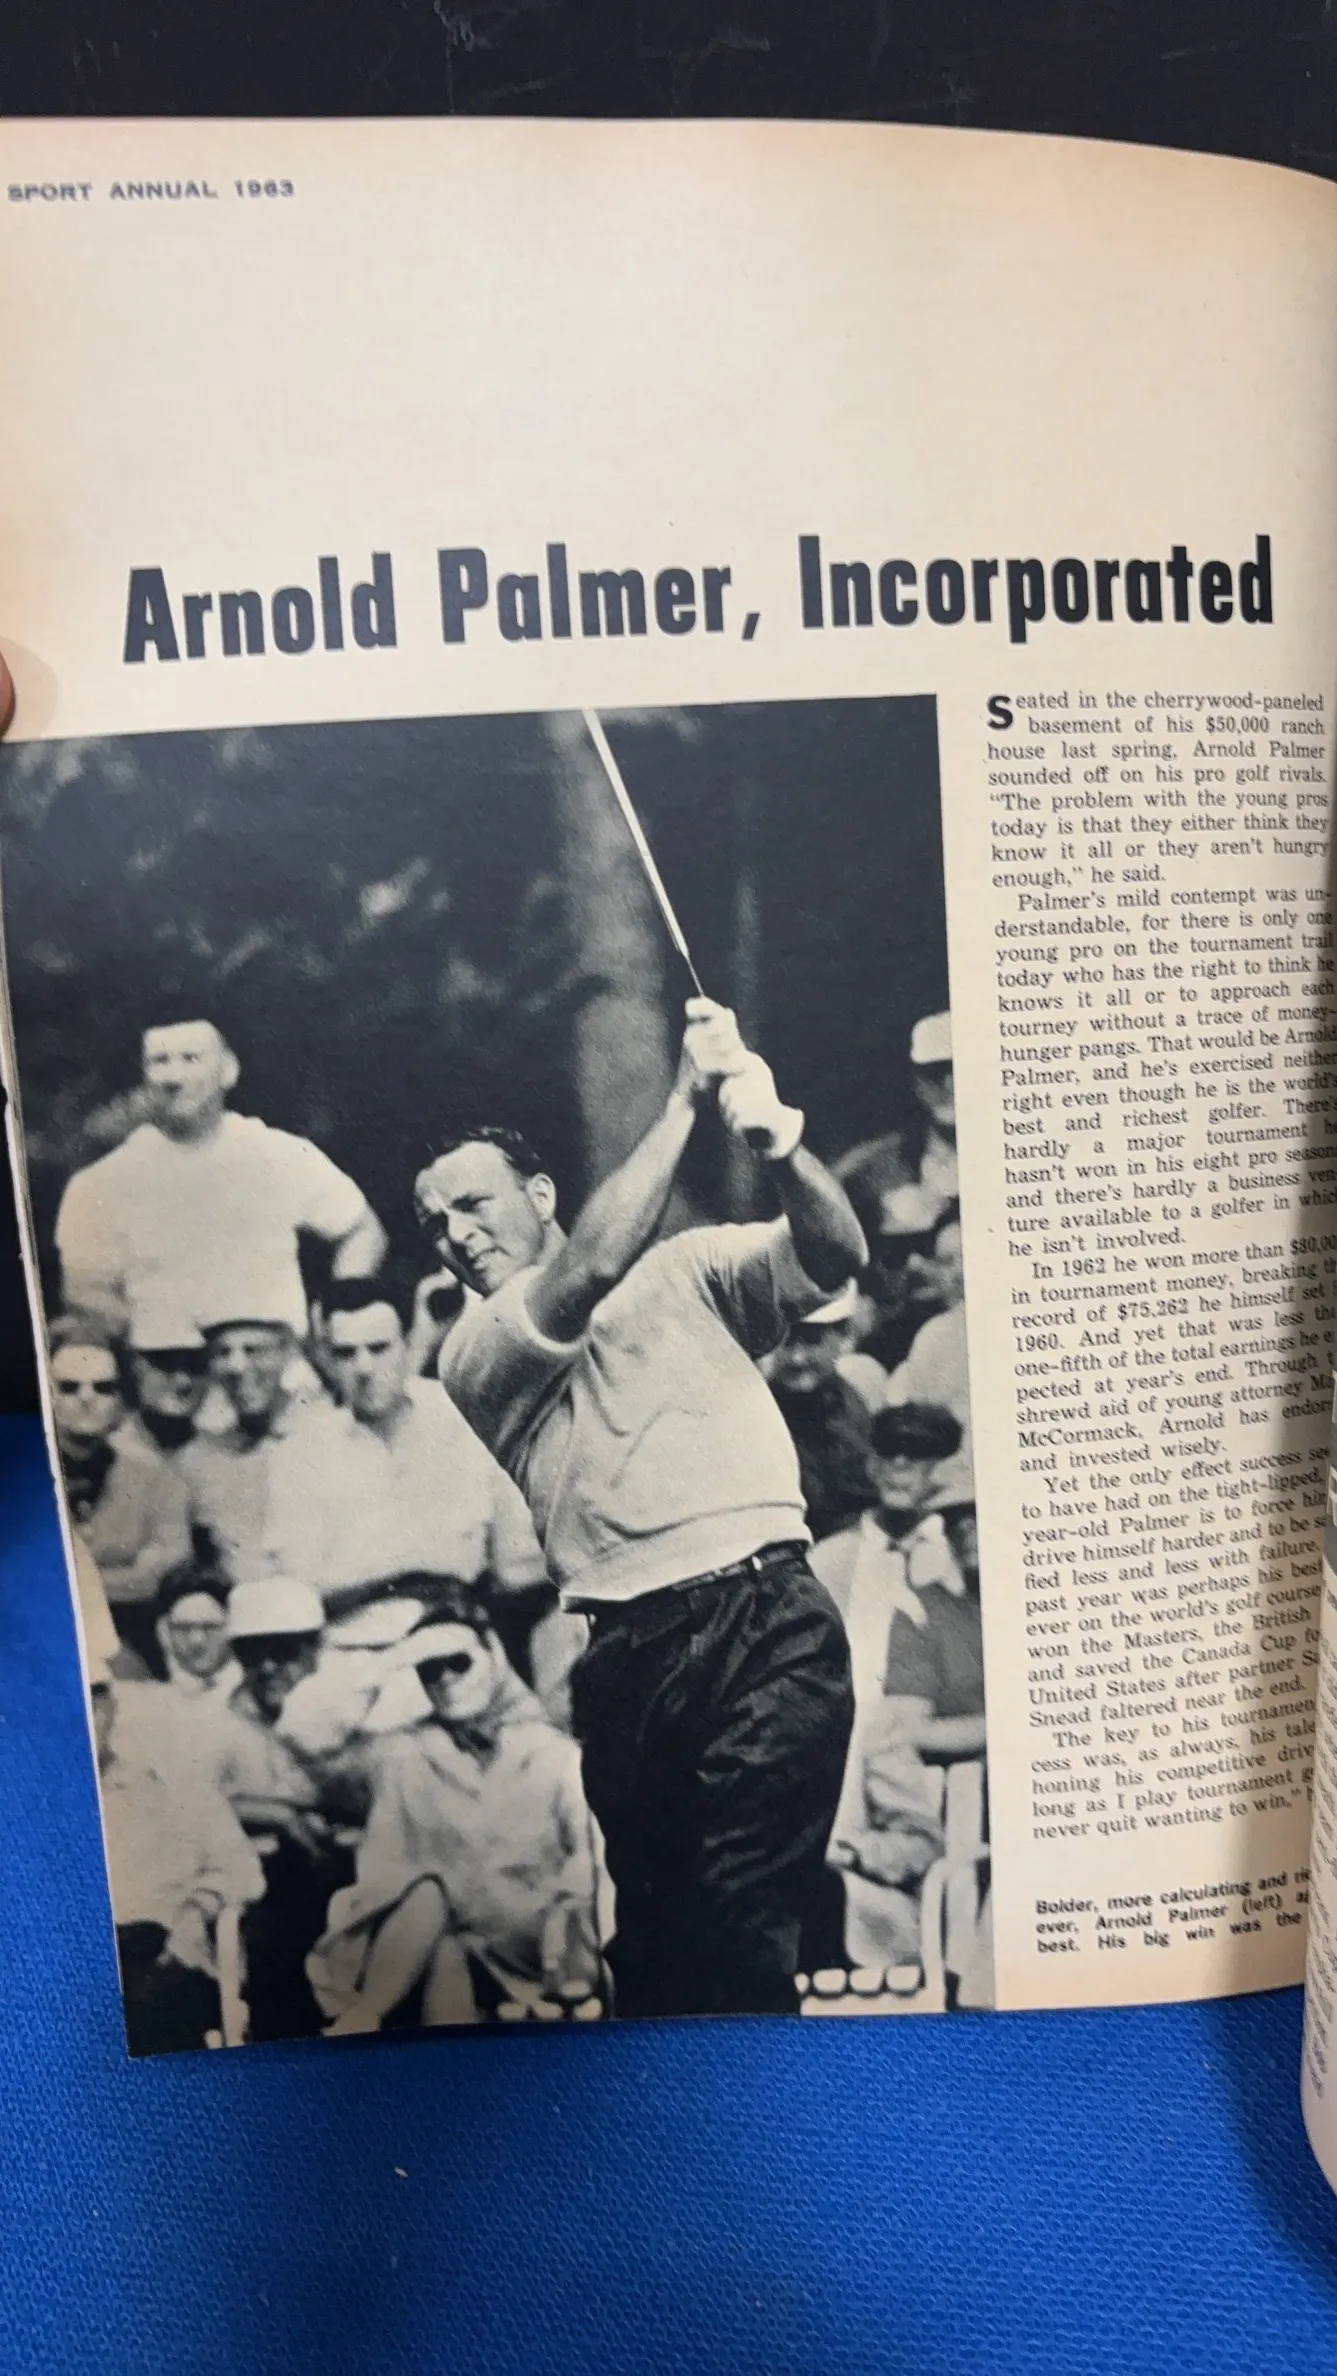 SPORT ANNUAL 1963
Arnold Palmer, Incorporated
Seated in the cherrywood-paneled
basement of his $50,000 ranch
house last spring, Arnold Palmer
sounded off on his pro golf rivals.
"The problem with the young pros
today is that they either think they
know it all or they aren't hungry
enough," he said.
Palmer's mild contempt was un-
derstandable, for there is only one
young pro on the tournament trail
today who has the right to think he
knows it all or to approach each
tourney without a trace of money-
hunger pangs. That would be Arnold
Palmer, and he's exercised neither
right even though he is the world's
best and richest golfer. There's
hardly a major tournament he
hasn't won in his eight pro seasons
and there's hardly a business ven-
ture available to a golfer in which
he isn't involved.
In 1962 he won more than
in tournament money, breaking
record of $75,262 he himself set
1960. And yet that was less
one-fifth of the total earnings he
pected at year's end. Through
shrewd aid of young attorney
McCormack, Arnold has
and invested wisely.
Yet the only effect success
to have had on the tight-lipped,
year-old Palmer is to force
drive himself harder and to be
fied less and less with failure.
past year was perhaps his best
ever on the world's golf
won the Masters, the British
and saved the Canada Cup
United States after partner
Snead faltered near the end.
The key to his
cess was, as always, his
honing his competitive
long as I play tournament
never quit wanting to win,"
Bolder, more calculating and
ever, Arnold Palmer (left)
best. His big win was the